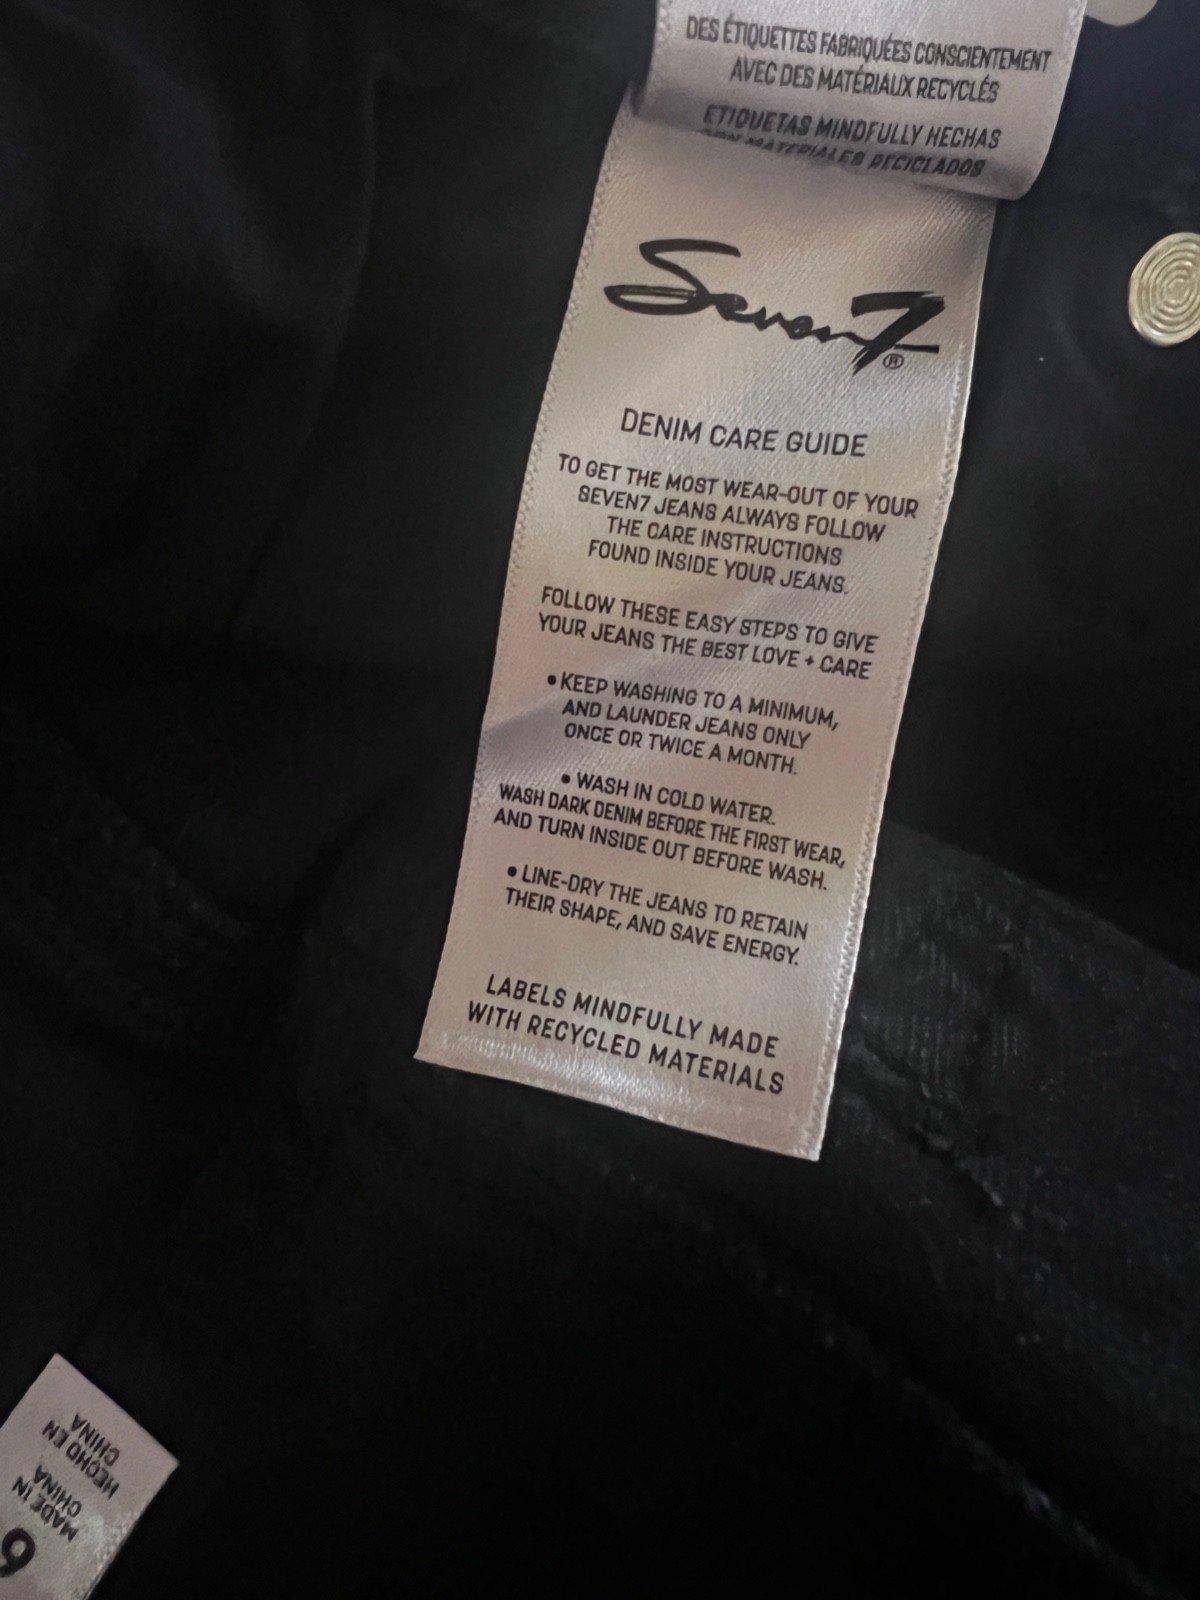 DES ÉTIQUETTES FABRIQUÉES CONSCIENTEMENT
AVEC DES MATÉRIAUX RECYCLÉS
ETIQUETAS MINDFULLY HECHAS
CON MATERIALES RECICLADOS
Seven7®
DENIM CARE GUIDE
TO GET THE MOST WEAR-OUT OF YOUR
SEVEN7 JEANS ALWAYS FOLLOW
THE CARE INSTRUCTIONS
FOUND INSIDE YOUR JEANS.
FOLLOW THESE EASY STEPS TO GIVE
YOUR JEANS THE BEST LOVE + CARE
• KEEP WASHING TO A MINIMUM,
AND LAUNDER JEANS ONLY
ONCE OR TWICE A MONTH.
• WASH IN COLD WATER.
WASH DARK DENIM BEFORE THE FIRST WEAR,
AND TURN INSIDE OUT BEFORE WASH.
• LINE-DRY THE JEANS TO RETAIN
THEIR SHAPE, AND SAVE ENERGY.
LABELS MINDFULLY MADE
WITH RECYCLED MATERIALS
6
MADE IN
CHINA
HECHO EN
CHINA